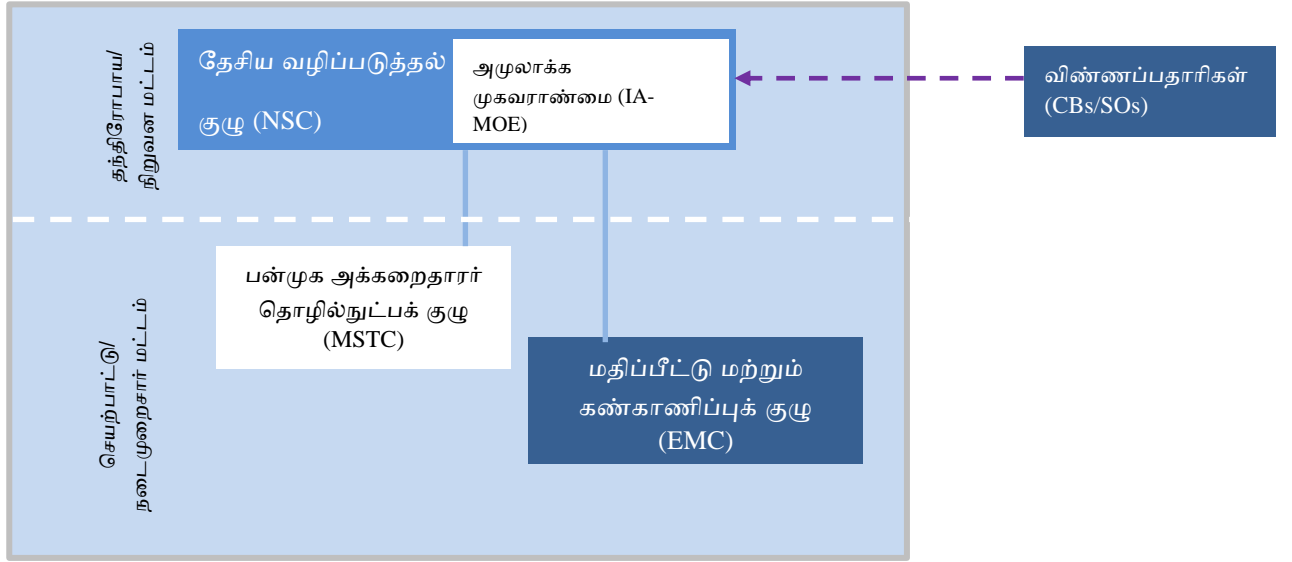 தந்திரோபாய/
நிறுவன மட்டம்
தேசிய வழிப்படுத்தல்
குழு (NSC)
அமுலாக்க
முகவராண்மை (IA-
MOE)
விண்ணப்பதாரிகள்
(CBs/SOs)
செயற்பாட்டு/
நடைமுறைசார் மட்டம்
பன்முக அக்கறைதாரர்
தொழில்நுட்பக் குழு
(MSTC)
மதிப்பீட்டு மற்றும்
கண்காணிப்புக் குழு
(EMC)